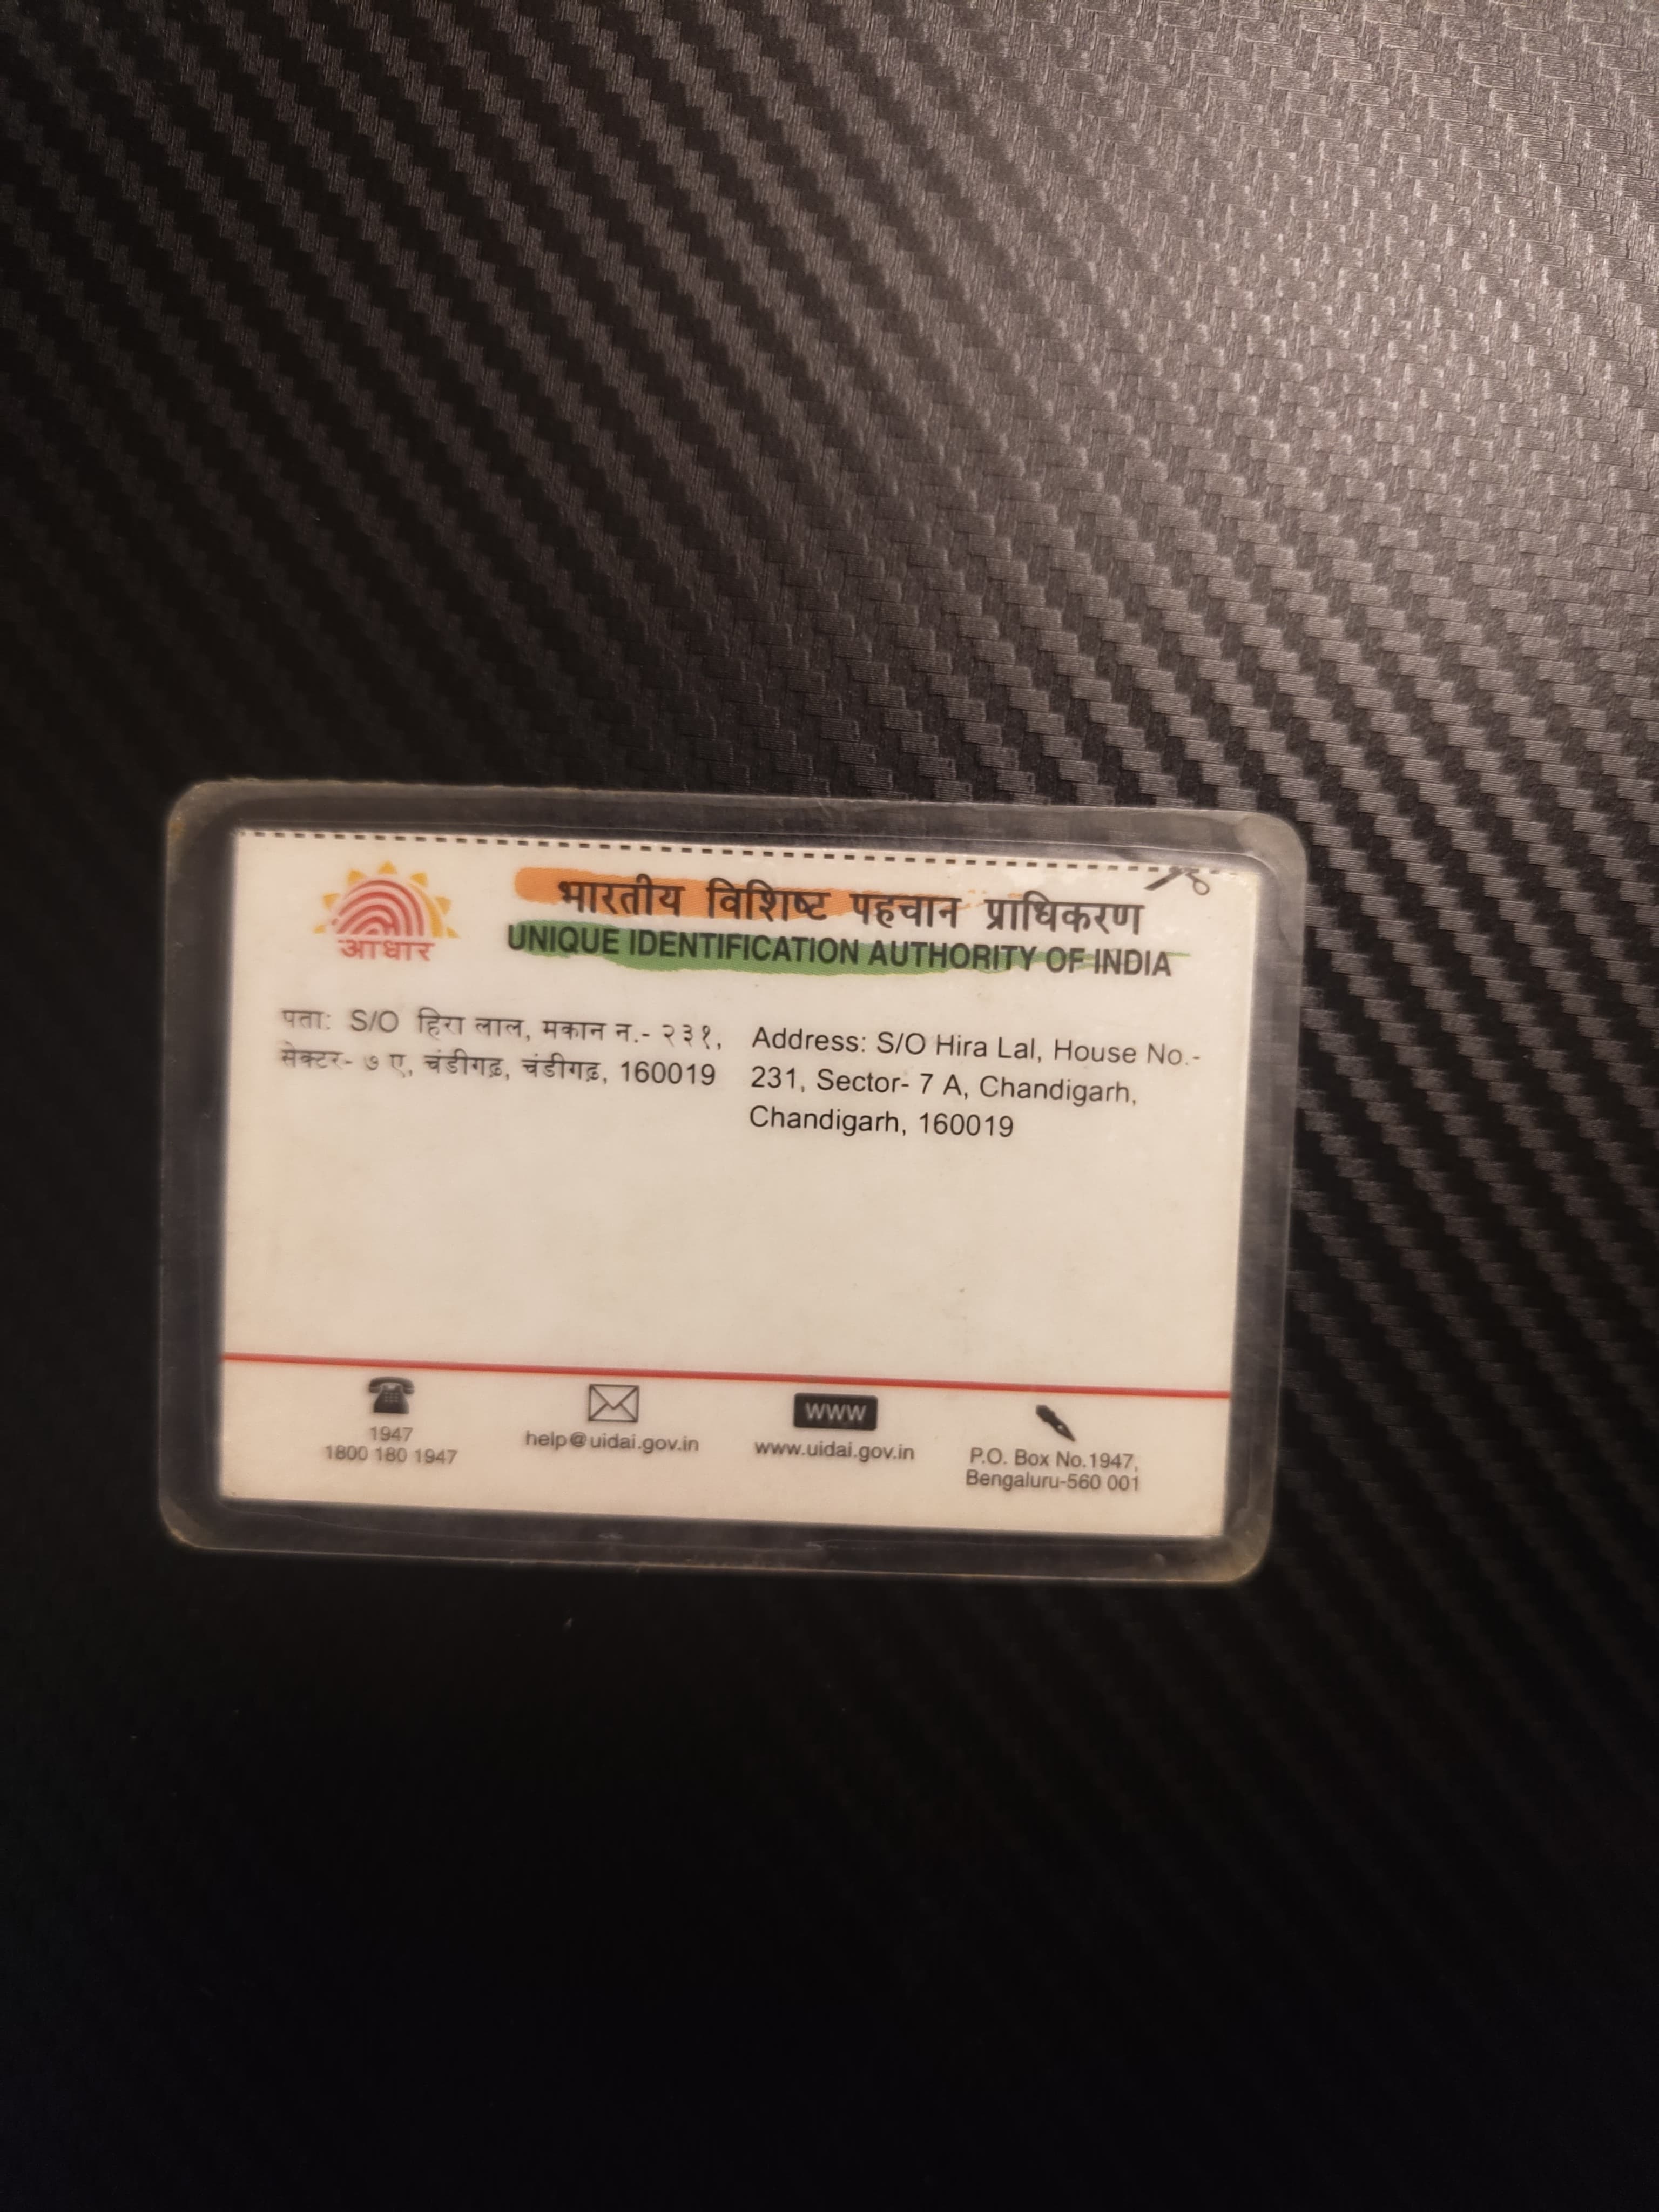 आधार
भारतीय विशिष्ट पहचान प्राधिकरण
UNIQUE IDENTIFICATION AUTHORITY OF INDIA
पता: S/O हिरा लाल, मकान न.- २३१,
सेक्टर- ७ ए, चंडीगढ़, चंडीगढ़, 160019
Address: S/O Hira Lal, House No.-
231, Sector- 7 A, Chandigarh,
Chandigarh, 160019
1947
1800 180 1947
help@uidai.gov.in
WWW
www.uidai.gov.in
P.O. Box No.1947,
Bengaluru-560 001